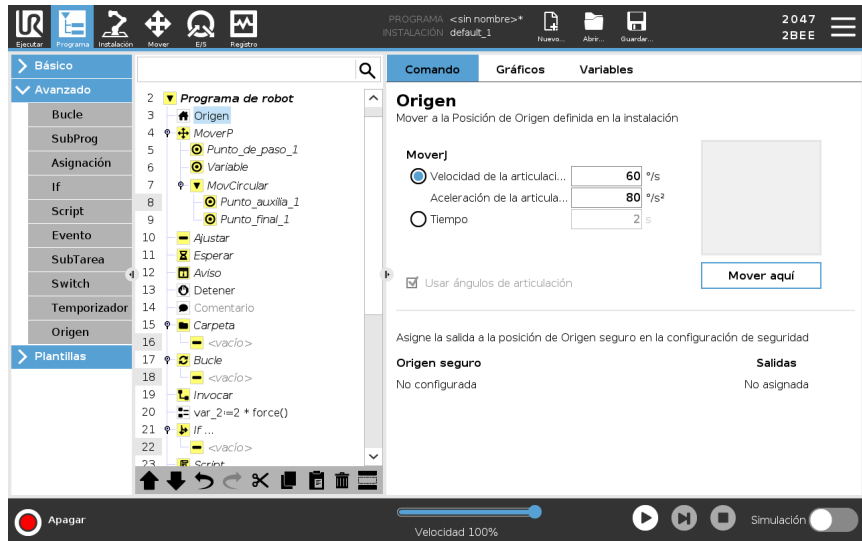 UR
PROGRAMA <sin nombre>*
INSTALACIÓN default_1
2047
2BEE
Ejecutar Programa Instalación Mover E/S Registro
Nuevo... Abrir... Guardar...
Básico
Avanzado
Bucle
SubProg
Asignación
If
Script
Evento
SubTarea
Switch
Temporizador
Origen
Plantillas
2 Programa de robot
3 Origen
4 MoverP
5 Punto_de_paso_1
6 Variable
7 MovCircular
8 Punto_auxilia_1
9 Punto_final_1
10 Ajustar
11 Esperar
12 Aviso
13 Detener
14 Comentario
15 Carpeta
16 <vacío>
17 Bucle
18 <vacío>
19 Invocar
20 var_2≔2 * force()
21 If ...
22 <vacío>
23 Script
Comando Gráficos Variables
Origen
Mover a la Posición de Origen definida en la instalación
MoverJ
Velocidad de la articulaci... 60 °/s
Aceleración de la articula... 80 °/s²
Tiempo 2 s
Usar ángulos de articulación
Mover aquí
Asigne la salida a la posición de Origen seguro en la configuración de seguridad
Origen seguro Salidas
No configurada No asignada
Apagar
Velocidad 100%
Simulación